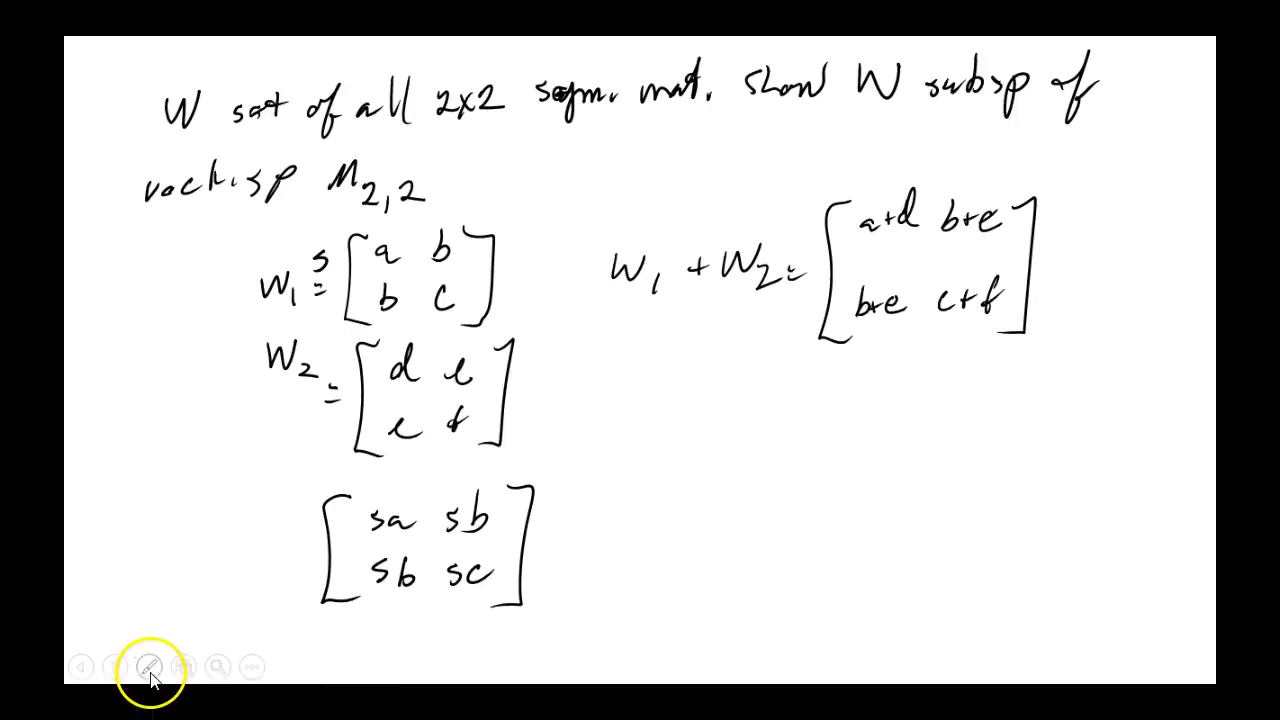 W set of all 2x2 sym. mat. show W subsp of
vect. sp M2,2
W1 = s [ a b
b c ]
W2 = [ d e
e f ]
W1 + W2 = [ a+d b+e
b+e c+f ]
[ sa sb
sb sc ]